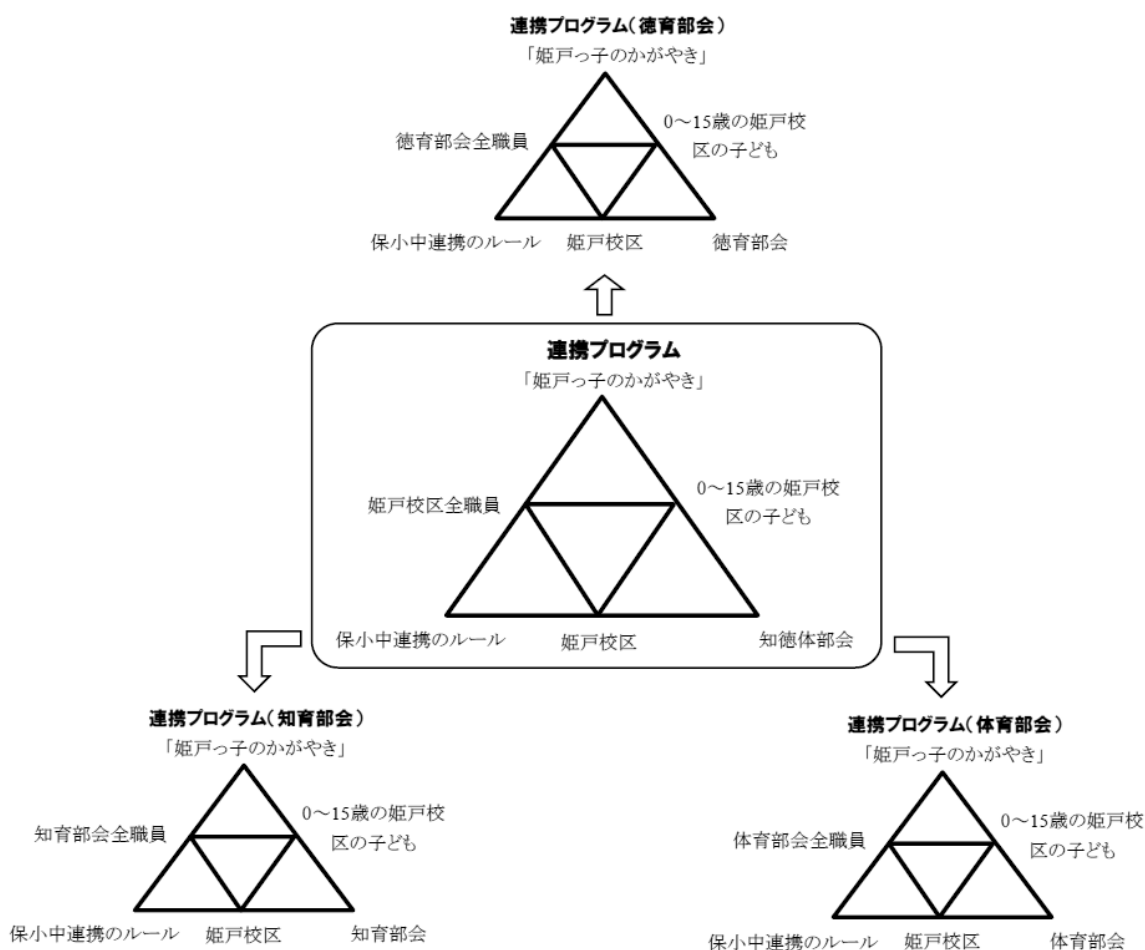 連携プログラム(徳育部会)
「姫戸っ子のかがやき」
徳育部会全職員
0～15歳の姫戸校
区の子ども
保小中連携のルール
姫戸校区
徳育部会
連携プログラム
「姫戸っ子のかがやき」
姫戸校区全職員
0～15歳の姫戸校
区の子ども
保小中連携のルール
姫戸校区
知徳体部会
連携プログラム(知育部会)
「姫戸っ子のかがやき」
知育部会全職員
0～15歳の姫戸校
区の子ども
保小中連携のルール
姫戸校区
知育部会
連携プログラム(体育部会)
「姫戸っ子のかがやき」
体育部会全職員
0～15歳の姫戸校
区の子ども
保小中連携のルール
姫戸校区
体育部会